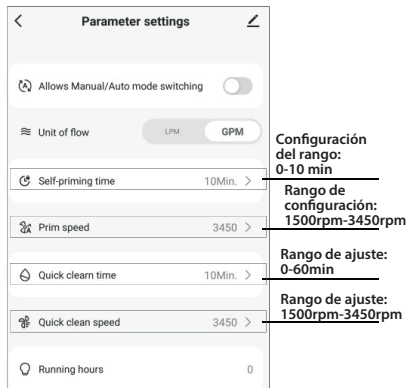 Parameter settings
Allows Manual/Auto mode switching
Unit of flow LPM GPM
Configuración
del rango:
0-10 min
Self-priming time 10Min. >
Rango de
configuración:
1500rpm-3450rpm
Prim speed 3450 >
Rango de ajuste:
0-60min
Quick clearn time 10Min. >
Rango de ajuste:
1500rpm-3450rpm
Quick clean speed 3450 >
Running hours 0